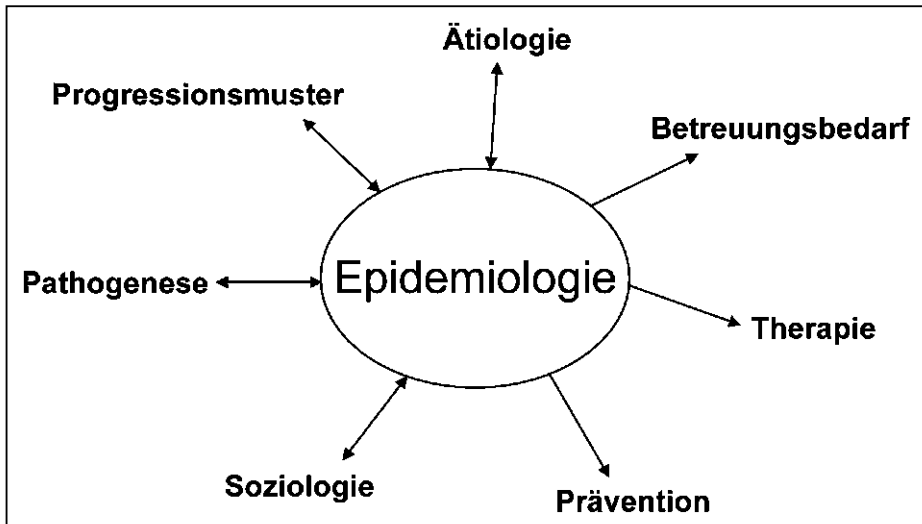 Ätiologie
Progressionsmuster
Betreuungsbedarf
Pathogenese
Epidemiologie
Therapie
Soziologie
Prävention